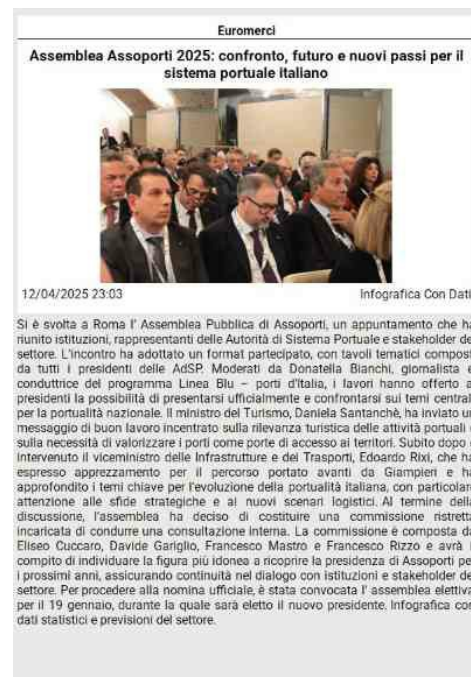 Euromerci
Assemblea Assoporti 2025: confronto, futuro e nuovi passi per il
sistema portuale italiano
12/04/2025 23:03 Infografica Con Dati
Si è svolta a Roma l' Assemblea Pubblica di Assoporti, un appuntamento che ha
riunito istituzioni, rappresentanti delle Autorità di Sistema Portuale e stakeholder de
settore. L'incontro ha adottato un format partecipato, con tavoli tematici compost
da tutti i presidenti delle AdSP. Moderati da Donatella Bianchi, giornalista e
conduttrice del programma Linea Blu – porti d'Italia, i lavori hanno offerto a
presidenti la possibilità di presentarsi ufficialmente e confrontarsi sui temi central
per la portualità nazionale. Il ministro del Turismo, Daniela Santanchè, ha inviato un
messaggio di buon lavoro incentrato sulla rilevanza turistica delle attività portuali e
sulla necessità di valorizzare i porti come porte di accesso ai territori. Subito dopo è
intervenuto il viceministro delle Infrastrutture e dei Trasporti, Edoardo Rixi, che ha
espresso apprezzamento per il percorso portato avanti da Giampieri e ha
approfondito i temi chiave per l'evoluzione della portualità italiana, con particolare
attenzione alle sfide strategiche e ai nuovi scenari logistici. Al termine della
discussione, l'assemblea ha deciso di costituire una commissione ristretta
incaricata di condurre una consultazione interna. La commissione è composta da
Eliseo Cuccaro, Davide Gariglio, Francesco Mastro e Francesco Rizzo e avrà i
compito di individuare la figura più idonea a ricoprire la presidenza di Assoporti pe
i prossimi anni, assicurando continuità nel dialogo con istituzioni e stakeholder de
settore. Per procedere alla nomina ufficiale, è stata convocata l' assemblea elettiva
per il 19 gennaio, durante la quale sarà eletto il nuovo presidente. Infografica con
dati statistici e previsioni del settore.